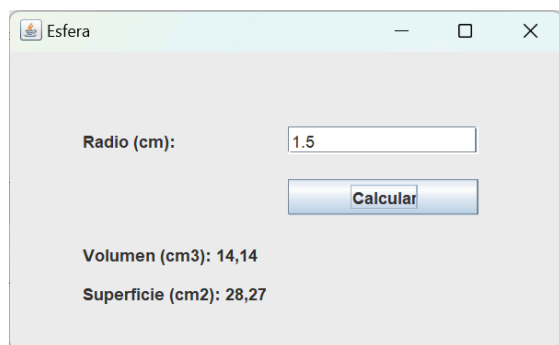 Esfera
Radio (cm): 1.5
Calcular
Volumen (cm3): 14,14
Superficie (cm2): 28,27